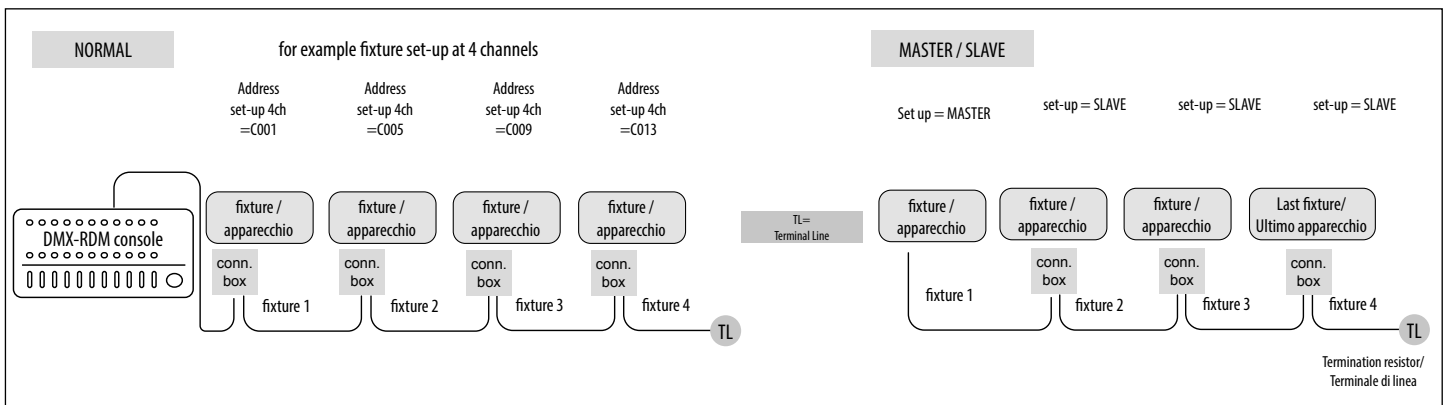 NORMAL
for example fixture set-up at 4 channels
Address
set-up 4ch
=C001
Address
set-up 4ch
=C005
Address
set-up 4ch
=C009
Address
set-up 4ch
=C013
DMX-RDM console
fixture /
apparecchio
fixture /
apparecchio
fixture /
apparecchio
fixture /
apparecchio
conn.
box
conn.
box
conn.
box
conn.
box
fixture 1
fixture 2
fixture 3
fixture 4
TL
TL=
Terminal Line
MASTER / SLAVE
Set up = MASTER
set-up = SLAVE
set-up = SLAVE
set-up = SLAVE
fixture /
apparecchio
fixture /
apparecchio
fixture /
apparecchio
Last fixture/
Ultimo apparecchio
conn.
box
conn.
box
conn.
box
fixture 1
fixture 2
fixture 3
fixture 4
TL
Termination resistor/
Terminale di linea